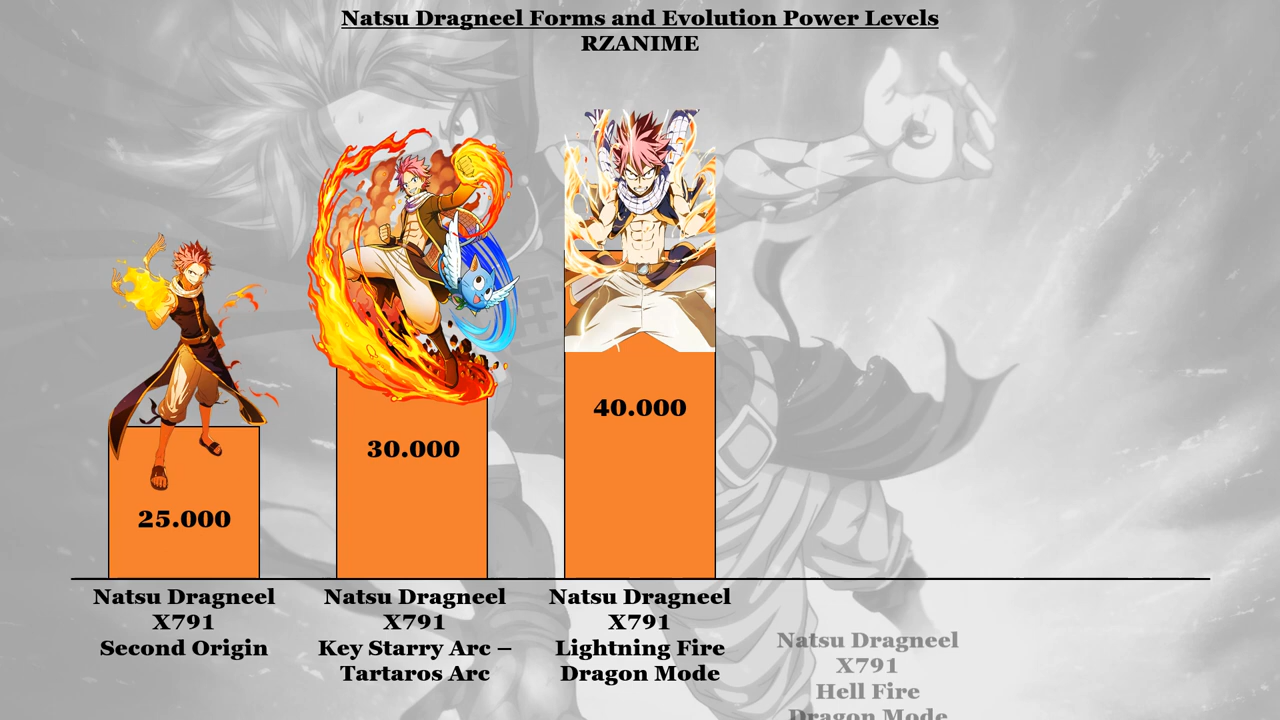 Natsu Dragneel Forms and Evolution Power Levels
RZANIME
25.000
30.000
40.000
Natsu Dragneel
X791
Second Origin
Natsu Dragneel
X791
Key Starry Arc –
Tartaros Arc
Natsu Dragneel
X791
Lightning Fire
Dragon Mode
Natsu Dragneel
X791
Hell Fire
Dragon Mode